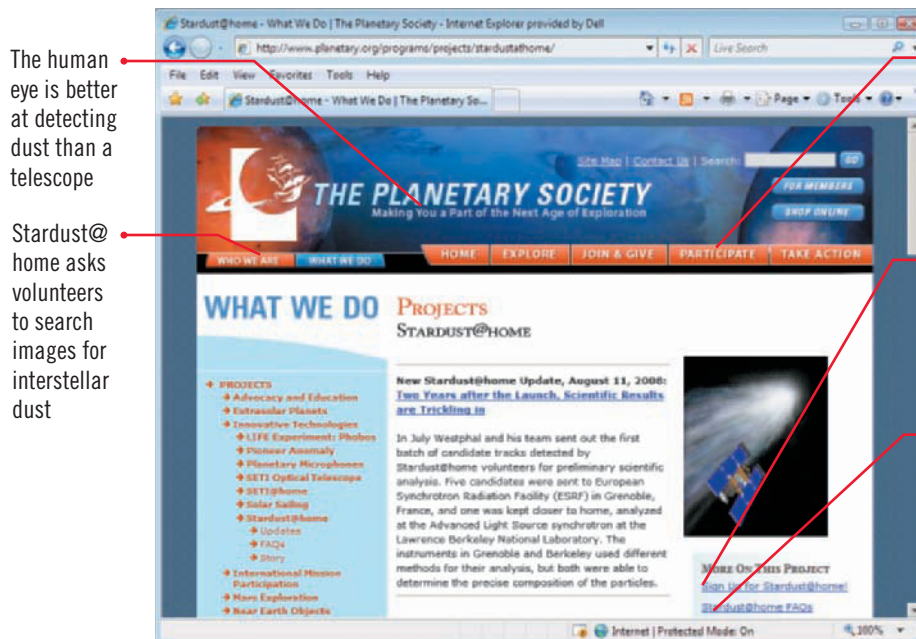 The human
eye is better
at detecting
dust than a
telescope
Stardust@
home asks
volunteers
to search
images for
interstellar
dust
Stardust@home - What We Do | The Planetary Society - Internet Explorer provided by Dell
http://www.planetary.org/programs/projects/stardustathome/
Live Search
File Edit View Favorites Tools Help
Stardust@home - What We Do | The Planetary So...
Page Tools
Site Map | Contact Us | Search: GO
FOR MEMBERS
SHOP ONLINE
THE PLANETARY SOCIETY
Making You a Part of the Next Age of Exploration
WHO WE ARE WHAT WE DO HOME EXPLORE JOIN & GIVE PARTICIPATE TAKE ACTION
WHAT WE DO
PROJECTS
STARDUST@HOME
PROJECTS
Advocacy and Education
Extrasolar Planets
Innovative Technologies
LIFE Experiment: Phobos
Pioneer Anomaly
Planetary Microphones
SETI Optical Telescope
SETI@home
Solar Sailing
Stardust@home
Updates
FAQs
Story
International Mission
Participation
Mars Exploration
Near Earth Objects
New Stardust@home Update, August 11, 2008:
Two Years after the Launch, Scientific Results
are Trickling in
In July Westphal and his team sent out the first
batch of candidate tracks detected by
Stardust@home volunteers for preliminary scientific
analysis. Five candidates were sent to European
Synchrotron Radiation Facility (ESRF) in Grenoble,
France, and one was kept closer to home, analyzed
at the Advanced Light Source synchrotron at the
Lawrence Berkeley National Laboratory. The
instruments in Grenoble and Berkeley used different
methods for their analysis, but both were able to
determine the precise composition of the particles.
MORE ON THIS PROJECT
Sign Up for Stardust@home!
Stardust@home FAQs
Internet | Protected Mode: On
100%